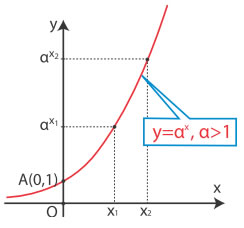 y
α^x₂
α^x₁
y=α^x, α>1
A(0,1)
x
O
x₁
x₂